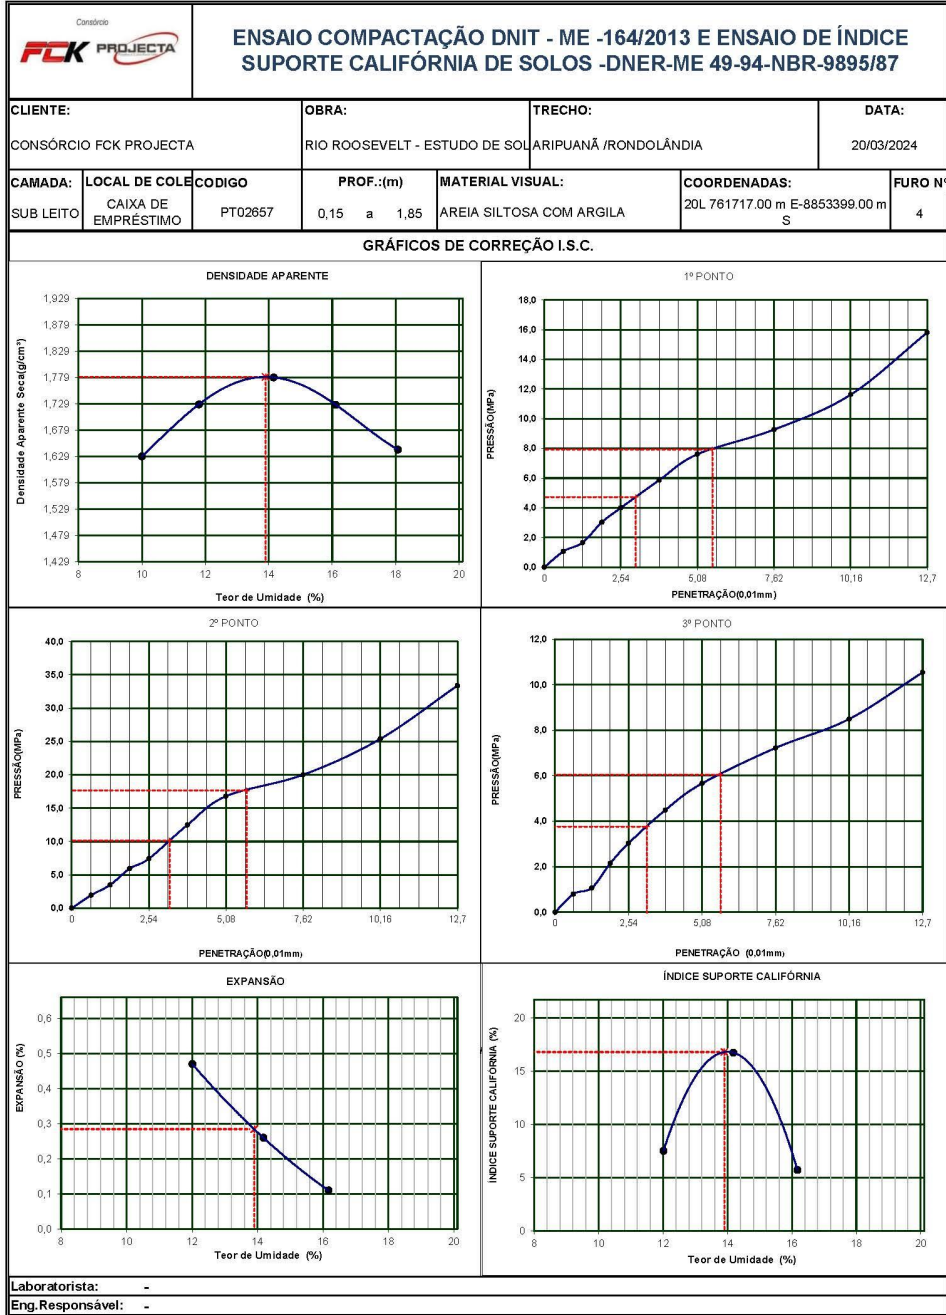 Consórcio
FCK PROJECTA
ENSAIO COMPACTAÇÃO DNIT - ME -164/2013 E ENSAIO DE ÍNDICE
SUPORTE CALIFÓRNIA DE SOLOS -DNER-ME 49-94-NBR-9895/87
CLIENTE: OBRA: TRECHO: DATA:
CONSÓRCIO FCK PROJECTA RIO ROOSEVELT - ESTUDO DE SOL ARIPUANÃ /RONDOLÂNDIA 20/03/2024
CAMADA: LOCAL DE COLE CODIGO PROF.:(m) MATERIAL VISUAL: COORDENADAS: FURO Nº
SUB LEITO CAIXA DE EMPRÉSTIMO PT02657 0,15 a 1,85 AREIA SILTOSA COM ARGILA 20L 761717.00 m E-8853399.00 m S 4
GRÁFICOS DE CORREÇÃO I.S.C.
DENSIDADE APARENTE
1,929
1,879
1,829
1,779
1,729
1,679
1,629
1,579
1,529
1,479
1,429
Densidade Aparente Seca(g/cm³)
8 10 12 14 16 18 20
Teor de Umidade (%)
1º PONTO
18,0
16,0
14,0
12,0
10,0
8,0
6,0
4,0
2,0
0,0
PRESSÃO(MPa)
0 2,54 5,08 7,62 10,16 12,7
PENETRAÇÃO(0,01mm)
2º PONTO
40,0
35,0
30,0
25,0
20,0
15,0
10,0
5,0
0,0
PRESSÃO(MPa)
0 2,54 5,08 7,62 10,16 12,7
PENETRAÇÃO(0,01mm)
3º PONTO
12,0
10,0
8,0
6,0
4,0
2,0
0,0
PRESSÃO(MPa)
0 2,54 5,08 7,62 10,16 12,7
PENETRAÇÃO (0,01mm)
EXPANSÃO
0,6
0,5
0,4
0,3
0,2
0,1
0,0
EXPANSÃO (%)
8 10 12 14 16 18 20
Teor de Umidade (%)
ÍNDICE SUPORTE CALIFÓRNIA
20
15
10
5
0
ÍNDICE SUPORTE CALIFÓRNIA (%)
8 10 12 14 16 18 20
Teor de Umidade (%)
Laboratorista: -
Eng.Responsável: -